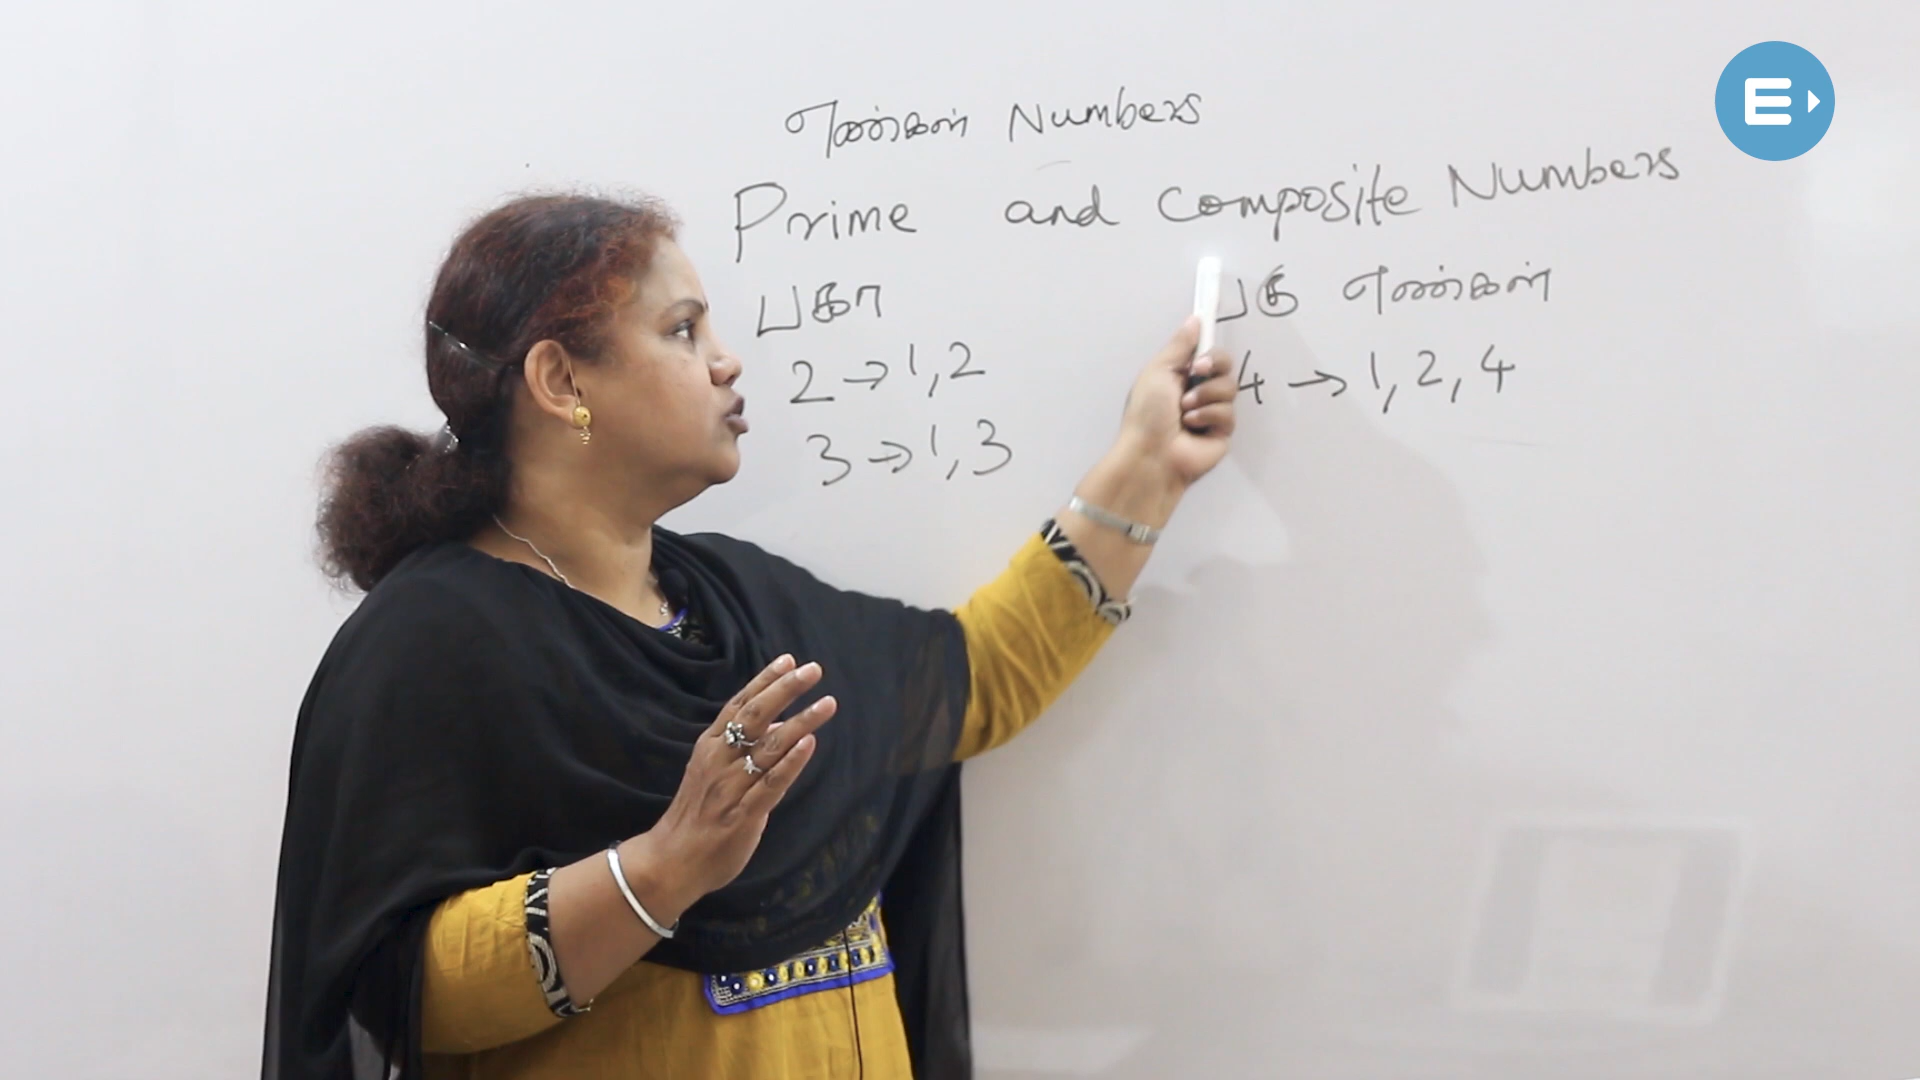 எண்கள் Numbers
Prime and Composite Numbers
பகா பகு எண்கள்
2 → 1, 2 4 → 1, 2, 4
3 → 1, 3
E